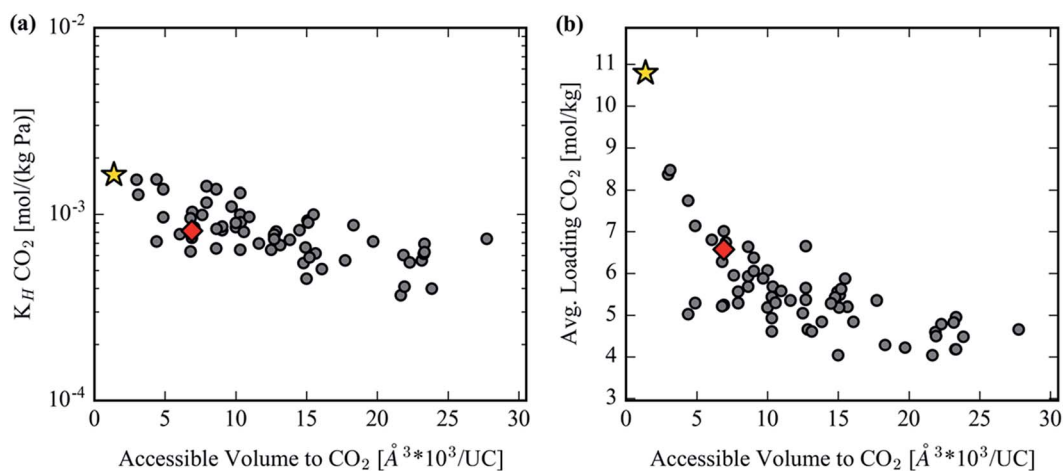 (a)
10^-2
10^-3
10^-4
K_H CO_2 [mol/(kg Pa)]
0 5 10 15 20 25 30
Accessible Volume to CO_2 [Å^3*10^3/UC]
(b)
11
10
9
8
7
6
5
4
3
Avg. Loading CO_2 [mol/kg]
0 5 10 15 20 25 30
Accessible Volume to CO_2 [Å^3*10^3/UC]